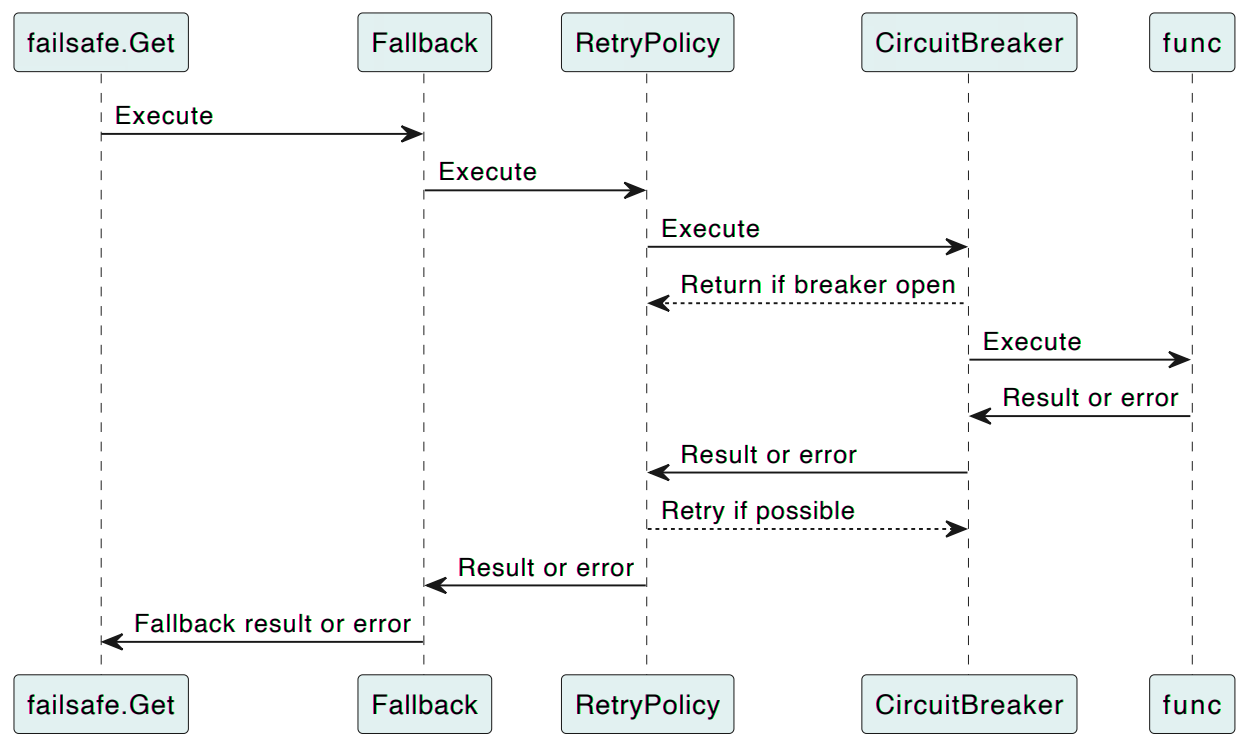 failsafe.Get
Fallback
RetryPolicy
CircuitBreaker
func
Execute
Execute
Execute
Return if breaker open
Execute
Result or error
Result or error
Retry if possible
Result or error
Fallback result or error
failsafe.Get
Fallback
RetryPolicy
CircuitBreaker
func